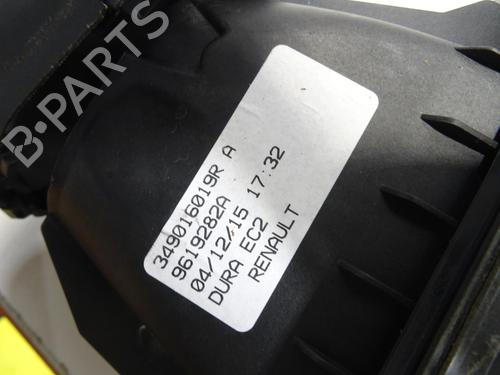 B-PARTS
349016019R A
9619282A
04/12/15 17:32
DURA EC2
RENAULT